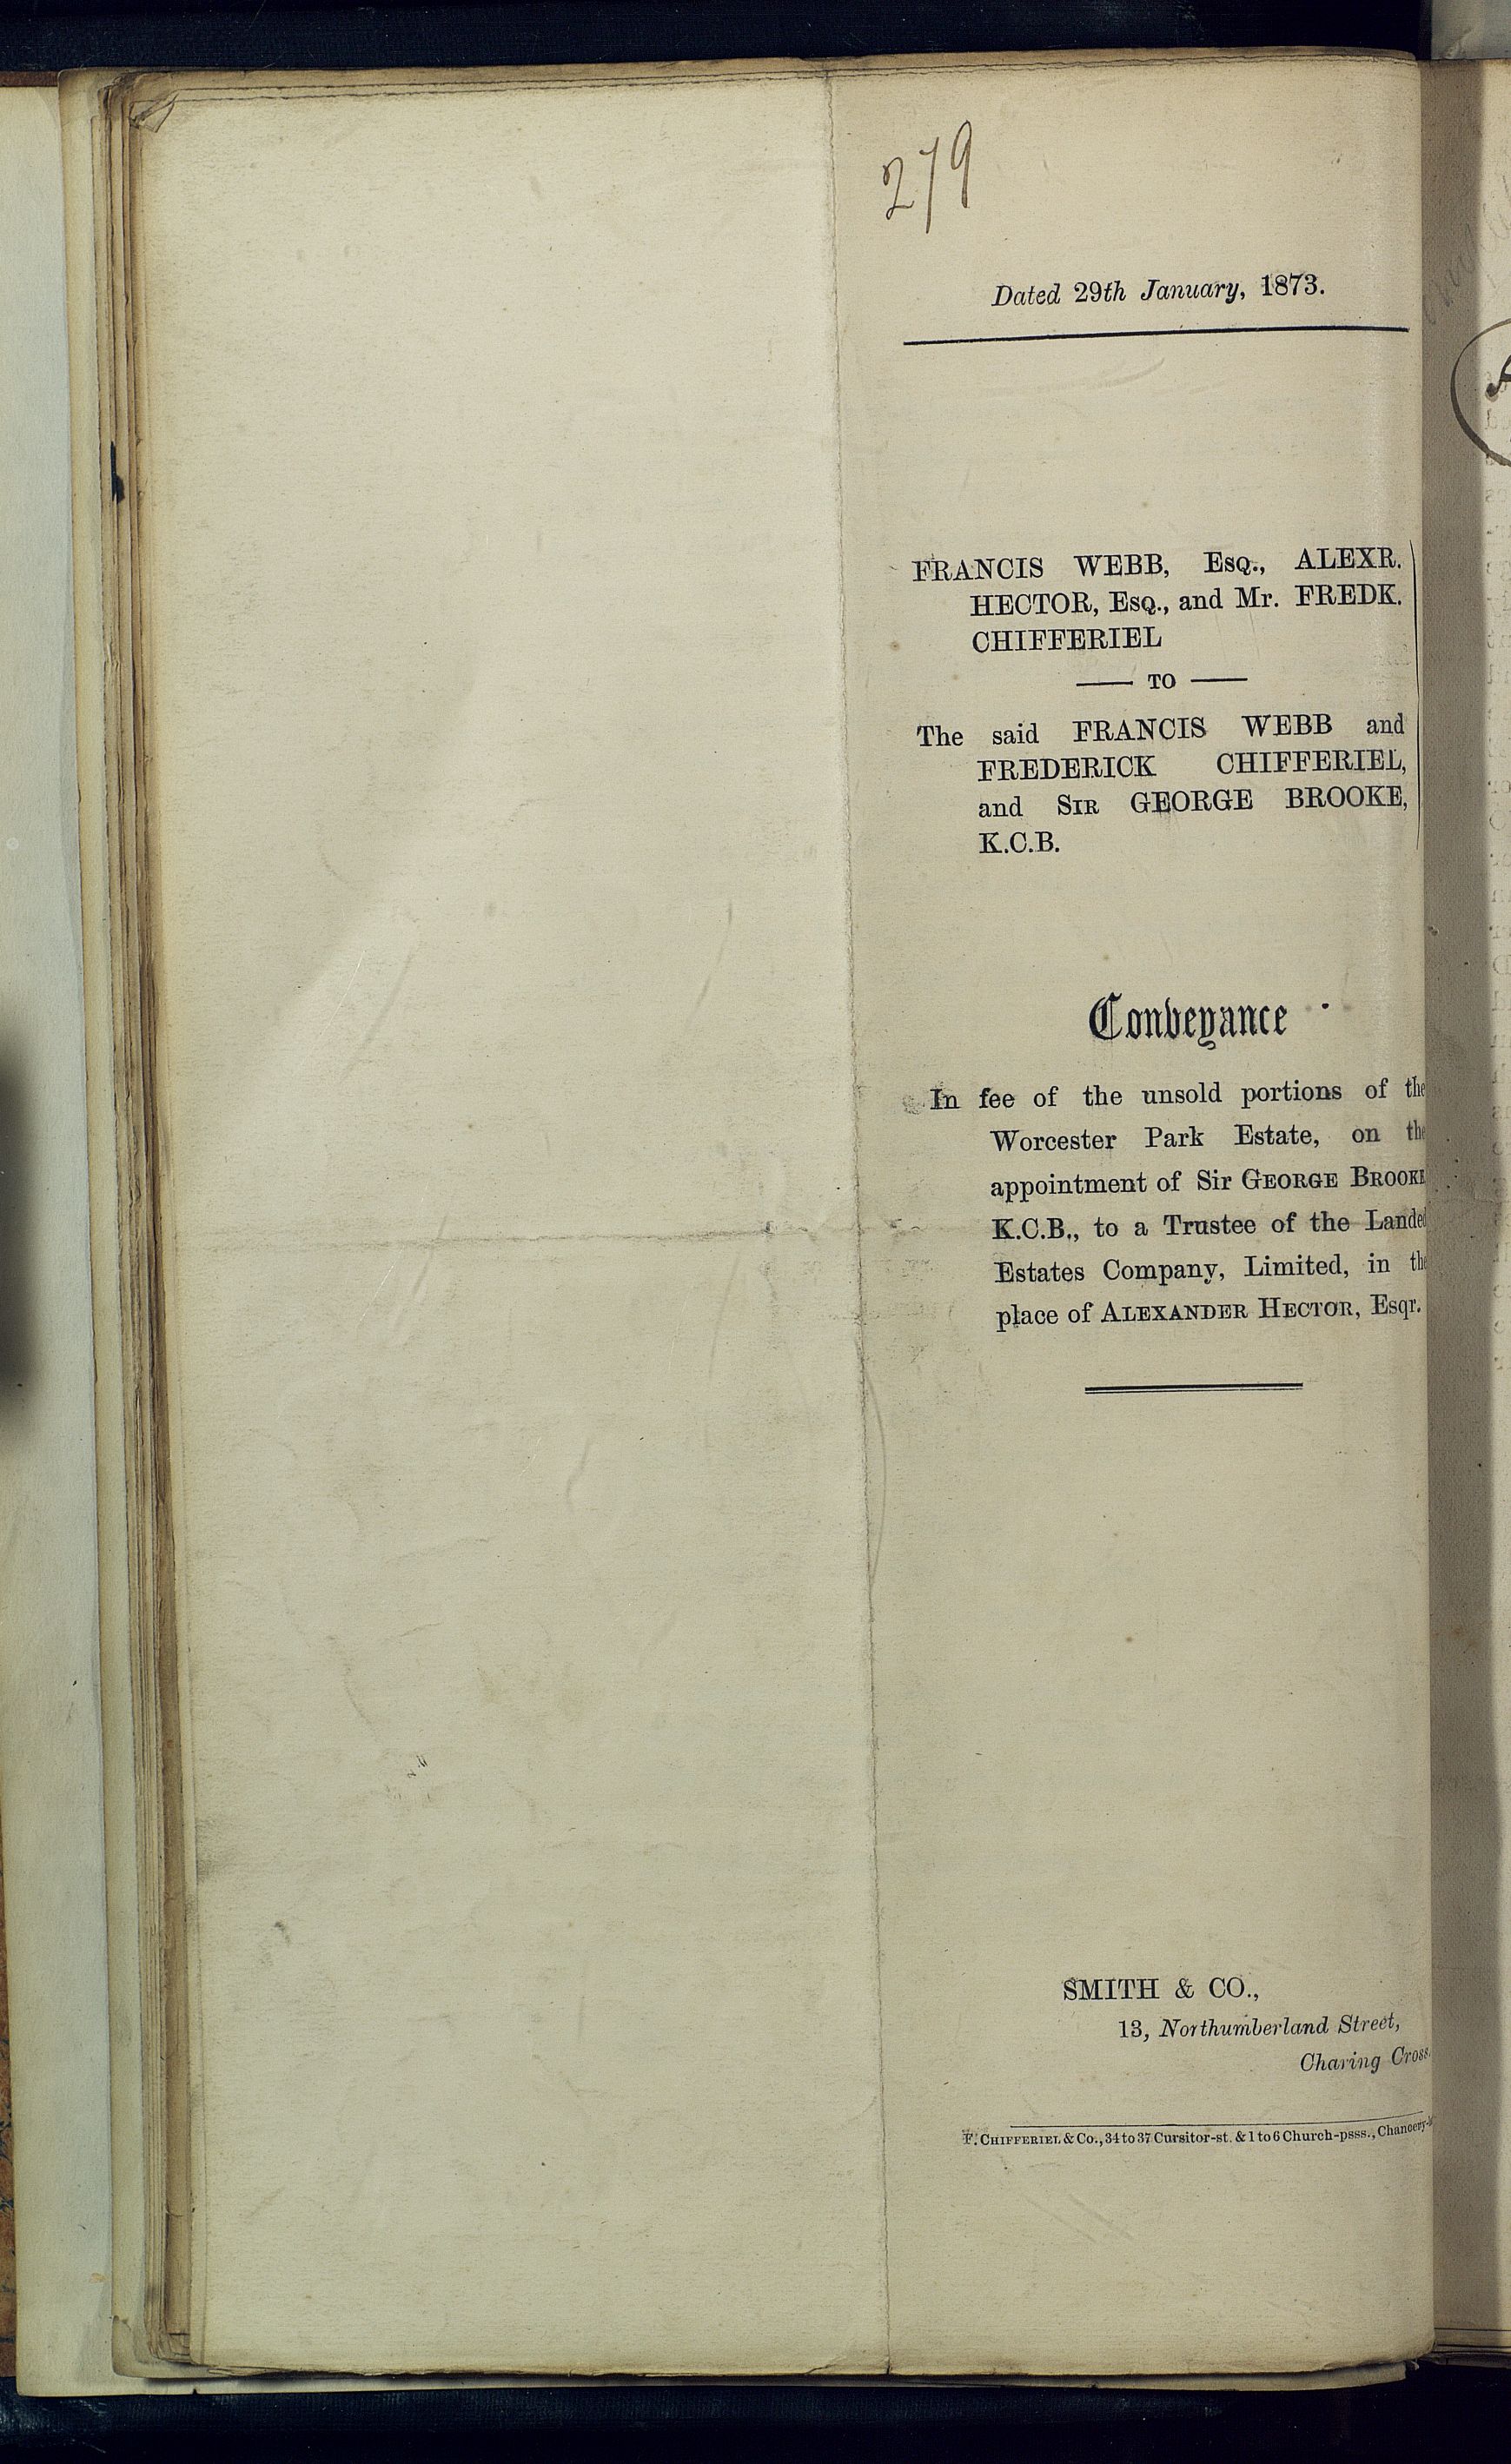 279
Dated 29th January, 1873.
FRANCIS WEBB, Esq., ALEXR.
HECTOR, Esq., and Mr. FREDK.
CHIFFERIEL
—— TO ——
The said FRANCIS WEBB and
FREDERICK CHIFFERIEL,
and SIR GEORGE BROOKE,
K.C.B.
Conveyance
In fee of the unsold portions of the
Worcester Park Estate, on the
appointment of Sir GEORGE BROOKE
K.C.B., to a Trustee of the Landed
Estates Company, Limited, in the
place of ALEXANDER HECTOR, Esqr.
SMITH & CO.,
13, Northumberland Street,
Charing Cross.
F. CHIFFERIEL & Co., 34 to 37 Cursitor-st. & 1 to 6 Church-psss., Chancery-